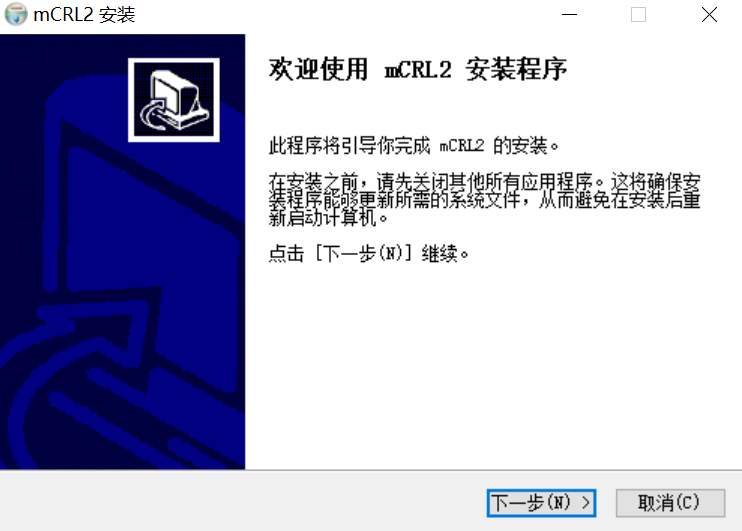 mCRL2 安装
欢迎使用 mCRL2 安装程序
此程序将引导你完成 mCRL2 的安装。
在安装之前，请先关闭其他所有应用程序。这将确保安
装程序能够更新所需的系统文件，从而避免在安装后重
新启动计算机。
点击 [下一步(N)] 继续。
下一步(N) >
取消(C)